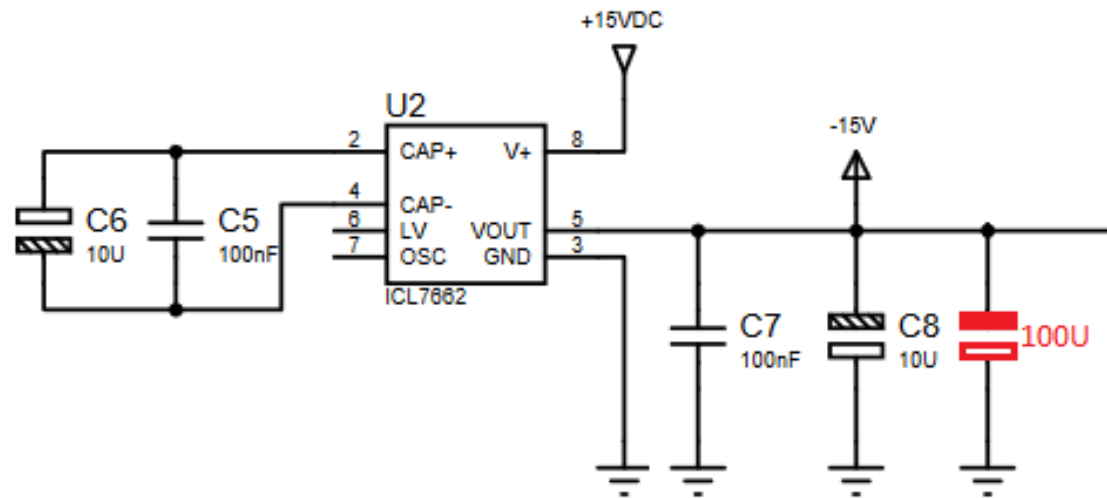 +15VDC
U2
2
CAP+
V+
8
-15V
4
CAP-
C6
10U
C5
100nF
6
LV
VOUT
5
7
OSC
GND
3
ICL7662
C7
100nF
C8
10U
100U